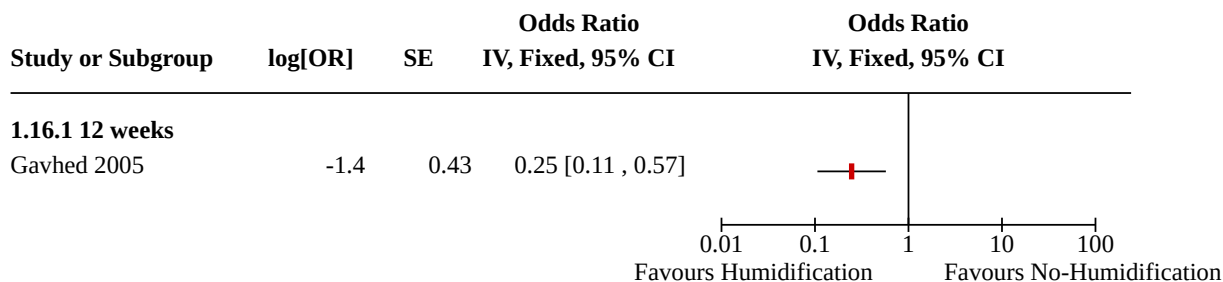 Odds Ratio Odds Ratio
Study or Subgroup log[OR] SE IV, Fixed, 95% CI IV, Fixed, 95% CI
1.16.1 12 weeks
Gavhed 2005 -1.4 0.43 0.25 [0.11 , 0.57]
0.01 0.1 1 10 100
Favours Humidification Favours No-Humidification